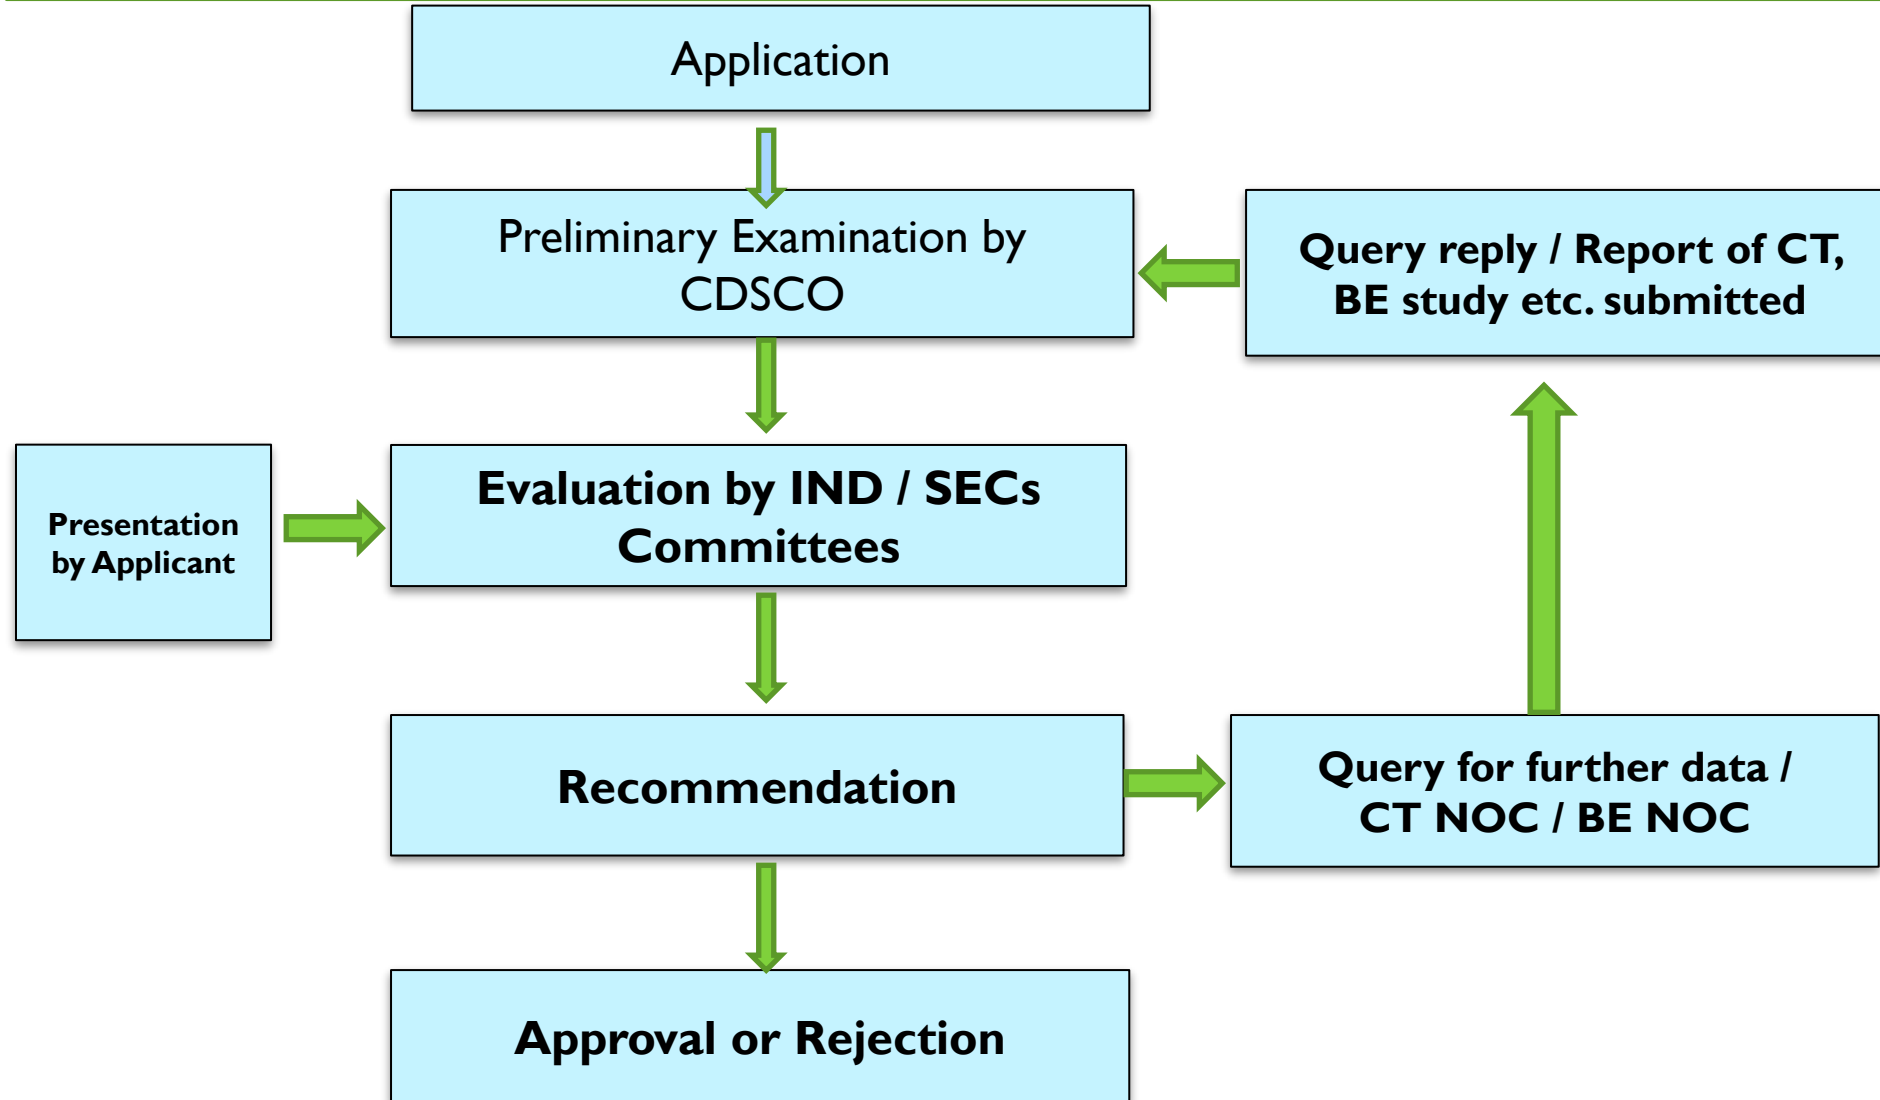 Application
Preliminary Examination by
CDSCO
Query reply / Report of CT,
BE study etc. submitted
Presentation
by Applicant
Evaluation by IND / SECs
Committees
Recommendation
Query for further data /
CT NOC / BE NOC
Approval or Rejection